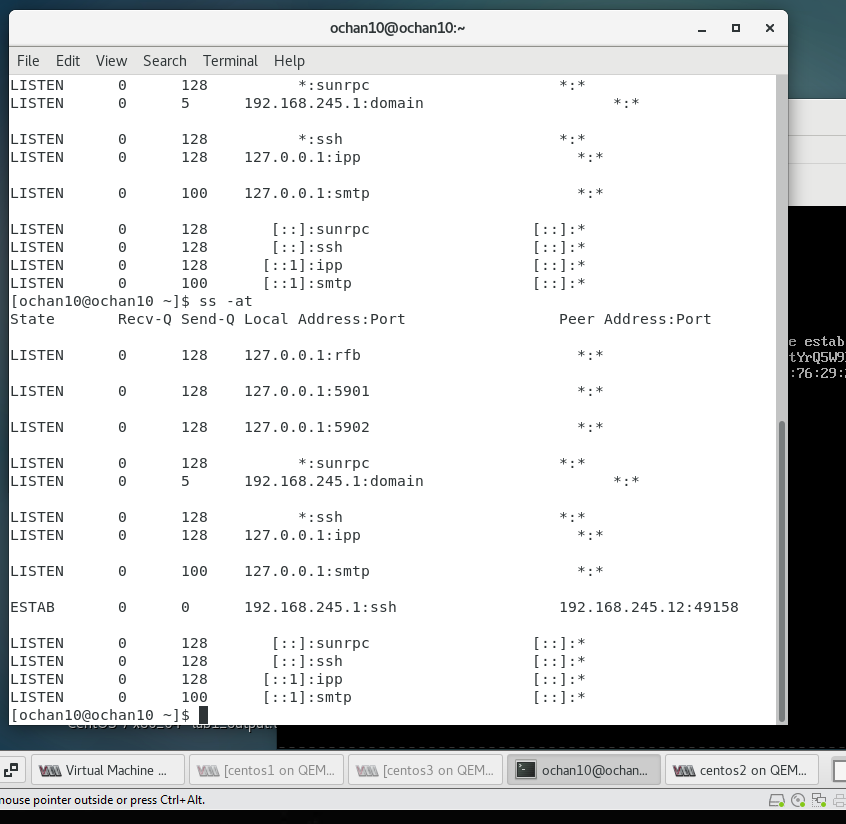 ochan10@ochan10:~
File Edit View Search Terminal Help
LISTEN 0 128 *:sunrpc *:*
LISTEN 0 5 192.168.245.1:domain *:*
LISTEN 0 128 *:ssh *:*
LISTEN 0 128 127.0.0.1:ipp *:*
LISTEN 0 100 127.0.0.1:smtp *:*
LISTEN 0 128 [::]:sunrpc [::]:*
LISTEN 0 128 [::]:ssh [::]:*
LISTEN 0 128 [::1]:ipp [::]:*
LISTEN 0 100 [::1]:smtp [::]:*
[ochan10@ochan10 ~]$ ss -at
State Recv-Q Send-Q Local Address:Port Peer Address:Port
LISTEN 0 128 127.0.0.1:rfb *:*
LISTEN 0 128 127.0.0.1:5901 *:*
LISTEN 0 128 127.0.0.1:5902 *:*
LISTEN 0 128 *:sunrpc *:*
LISTEN 0 5 192.168.245.1:domain *:*
LISTEN 0 128 *:ssh *:*
LISTEN 0 128 127.0.0.1:ipp *:*
LISTEN 0 100 127.0.0.1:smtp *:*
ESTAB 0 0 192.168.245.1:ssh 192.168.245.12:49158
LISTEN 0 128 [::]:sunrpc [::]:*
LISTEN 0 128 [::]:ssh [::]:*
LISTEN 0 128 [::1]:ipp [::]:*
LISTEN 0 100 [::1]:smtp [::]:*
[ochan10@ochan10 ~]$
e estab
tYrQ5W9
:76:29:
Virtual Machine ...
[centos1 on QEM...
[centos3 on QEM...
ochan10@ochan...
centos2 on QEM...
mouse pointer outside or press Ctrl+Alt.